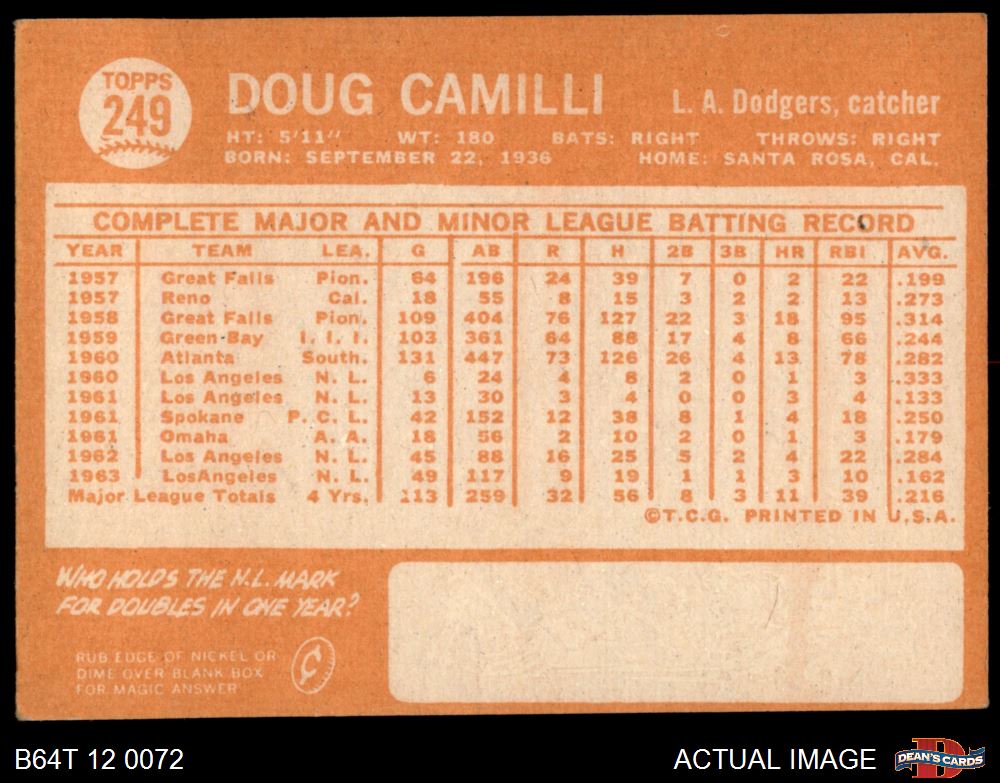 TOPPS
249
DOUG CAMILLI
L. A. Dodgers, catcher
HT: 5'11" WT: 180 BATS: RIGHT THROWS: RIGHT
BORN: SEPTEMBER 22, 1936 HOME: SANTA ROSA, CAL.
COMPLETE MAJOR AND MINOR LEAGUE BATTING RECORD
YEAR TEAM LEA. G AB R H 2B 3B HR RBI AVG.
1957 Great Falls Pion. 64 196 24 39 7 0 2 22 .199
1957 Reno Cal. 18 55 8 15 3 2 2 13 .273
1958 Great Falls Pion. 109 404 76 127 22 3 18 95 .314
1959 Green Bay I. I. I. 103 361 64 88 17 4 8 66 .244
1960 Atlanta South. 131 447 73 126 26 4 13 78 .282
1960 Los Angeles N. L. 6 24 4 8 2 0 1 3 .333
1961 Los Angeles N. L. 13 30 3 4 0 0 3 4 .133
1961 Spokane P. C. L. 42 152 12 38 8 1 4 18 .250
1961 Omaha A. A. 18 56 2 10 2 0 1 3 .179
1962 Los Angeles N. L. 45 88 16 25 5 2 4 22 .284
1963 LosAngeles N. L. 49 117 9 19 1 1 3 10 .162
Major League Totals 4 Yrs. 113 259 32 56 8 3 11 39 .216
©T.C.G. PRINTED IN U.S.A.
WHO HOLDS THE N.L. MARK
FOR DOUBLES IN ONE YEAR?
RUB EDGE OF NICKEL OR
DIME OVER BLANK BOX
FOR MAGIC ANSWER
B64T 12 0072
ACTUAL IMAGE
D
DEAN'S CARDS